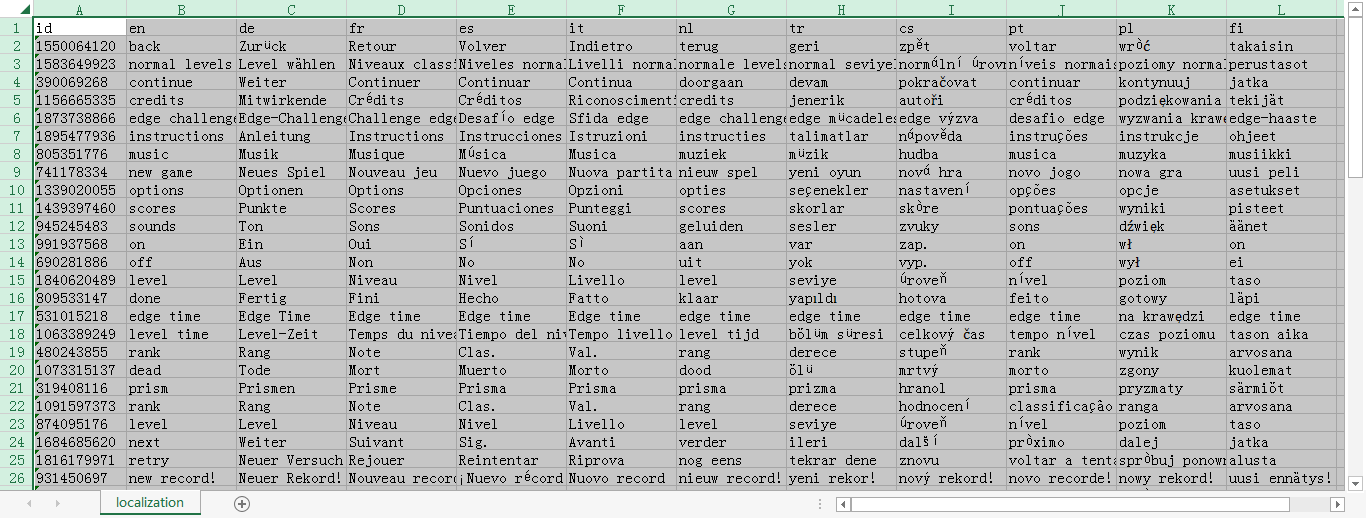 A B C D E F G H I J K L
1 id en de fr es it nl tr cs pt pl fi
2 1550064120 back Zurück Retour Volver Indietro terug geri zpět voltar wròć takaisin
3 1583649923 normal levels Level wählen Niveaux classi Niveles normal Livelli normal normale levels normal seviye normální úrovn níveis normais poziomy normal perustasot
4 390069268 continue Weiter Continuer Continuar Continua doorgaan devam pokračovat continuar kontynuuj jatka
5 1156665335 credits Mitwirkende Crédits Créditos Riconosciment credits jenerik autoři créditos podziękowania tekijät
6 1873738866 edge challenge Edge-Challenge Challenge edge Desafío edge Sfida edge edge challenge edge mücadeles edge výzva desafio edge wyzwania krawę edge-haaste
7 1895477936 instructions Anleitung Instructions Instrucciones Istruzioni instructies talimatlar nápověda instruções instrukcje ohjeet
8 805351776 music Musik Musique Música Musica muziek müzik hudba musica muzyka musiikki
9 741178334 new game Neues Spiel Nouveau jeu Nuevo juego Nuova partita nieuw spel yeni oyun nová hra novo jogo nowa gra uusi peli
10 1339020055 options Optionen Options Opciones Opzioni opties seçenekler nastavení opções opcje asetukset
11 1439397460 scores Punkte Scores Puntuaciones Punteggi scores skorlar skòre pontuações wyniki pisteet
12 945245483 sounds Ton Sons Sonidos Suoni geluiden sesler zvuky sons dźwięk äänet
13 991937568 on Ein Oui Sí Sì aan var zap. on wł on
14 690281886 off Aus Non No No uit yok vyp. off wył ei
15 1840620489 level Level Niveau Nivel Livello level seviye úroveň nível poziom taso
16 809533147 done Fertig Fini Hecho Fatto klaar yapıldı hotova feito gotowy läpi
17 531015218 edge time Edge Time Edge time Edge time Edge time edge time edge time edge time edge time na krawędzi edge time
18 1063389249 level time Level-Zeit Temps du nivea Tiempo del niv Tempo livello level tijd bölüm süresi celkový čas tempo nível czas poziomu tason aika
19 480243855 rank Rang Note Clas. Val. rang derece stupeň rank wynik arvosana
20 1073315137 dead Tode Mort Muerto Morto dood ölü mrtvý morto zgony kuolemat
21 319408116 prism Prismen Prisme Prisma Prisma prisma prizma hranol prisma pryzmaty särmiöt
22 1091597373 rank Rang Note Clas. Val. rang derece hodnocení classificação ranga arvosana
23 874095176 level Level Niveau Nivel Livello level seviye úroveň nível poziom taso
24 1684685620 next Weiter Suivant Sig. Avanti verder ileri další pròximo dalej jatka
25 1816179971 retry Neuer Versuch Rejouer Reintentar Riprova nog eens tekrar dene znovu voltar a tenta spròbuj ponown alusta
26 931450697 new record! Neuer Rekord! Nouveau record ¡Nuevo récord Nuovo record nieuw record! yeni rekor! nový rekord! novo recorde! nowy rekord! uusi ennätys!
localization